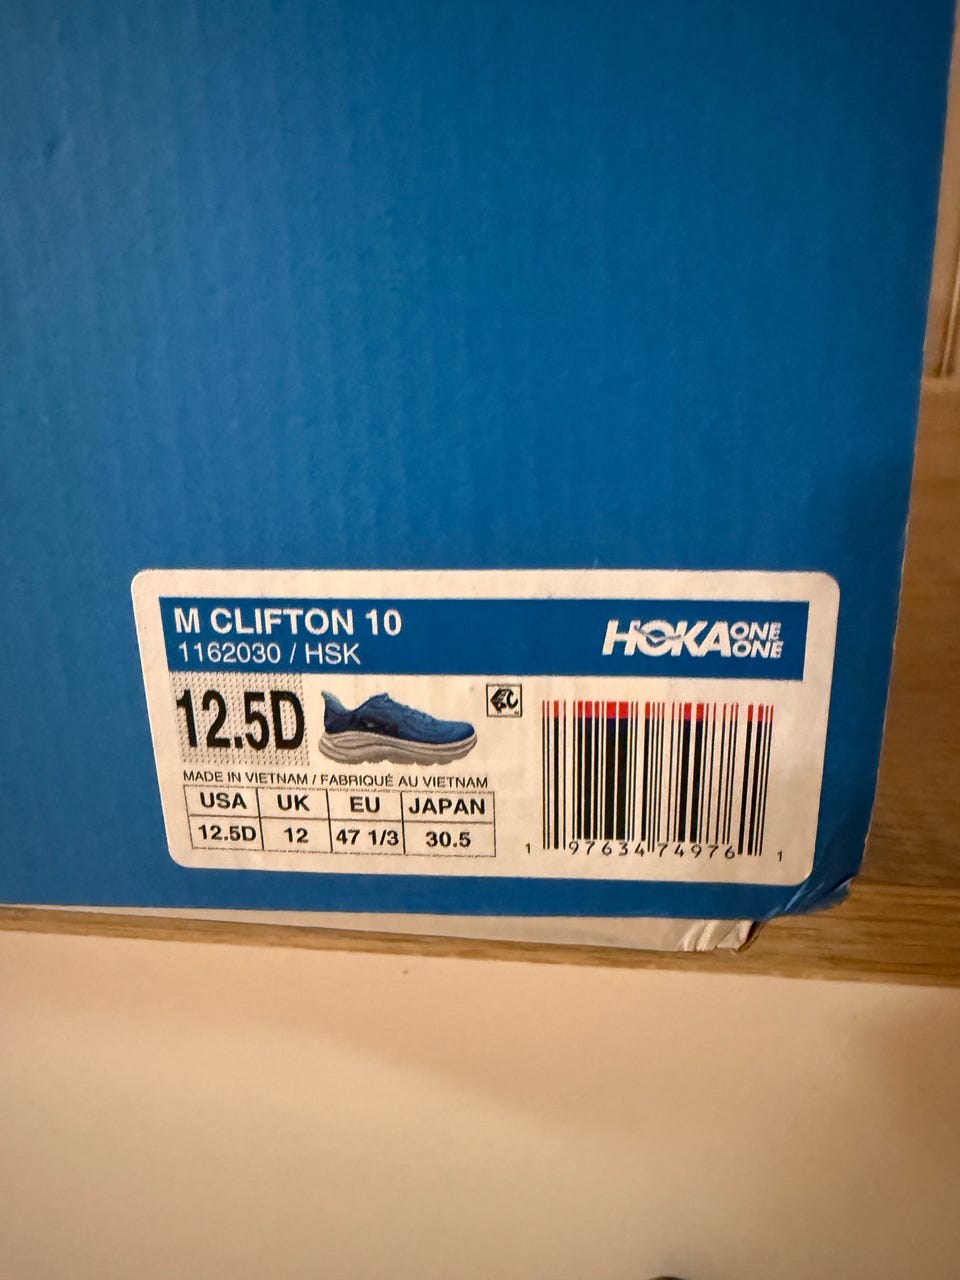 M CLIFTON 10
1162030 / HSK
HOKA ONE ONE
12.5D
MADE IN VIETNAM / FABRIQUÉ AU VIETNAM
USA UK EU JAPAN
12.5D 12 47 1/3 30.5
1 97634 74976 1